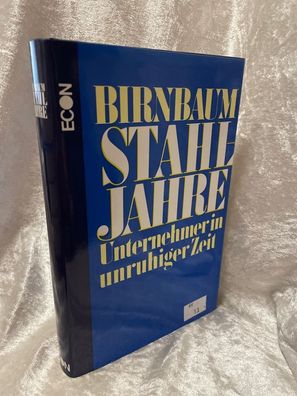 ECON
BIRNBAUM
STAHL-
JAHRE
Unternehmer in
unruhiger Zeit